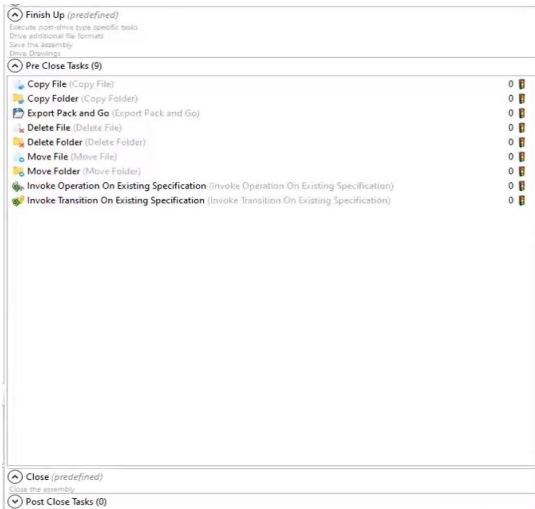 Finish Up (predefined)
Execute post-drive type specific tasks
Drive additional file formats
Save the assembly
Drive Drawings
Pre Close Tasks (9)
Copy File (Copy File) 0
Copy Folder (Copy Folder) 0
Export Pack and Go (Export Pack and Go) 0
Delete File (Delete File) 0
Delete Folder (Delete Folder) 0
Move File (Move File) 0
Move Folder (Move Folder) 0
Invoke Operation On Existing Specification (Invoke Operation On Existing Specification) 0
Invoke Transition On Existing Specification (Invoke Transition On Existing Specification) 0
Close (predefined)
Close the assembly
Post Close Tasks (0)